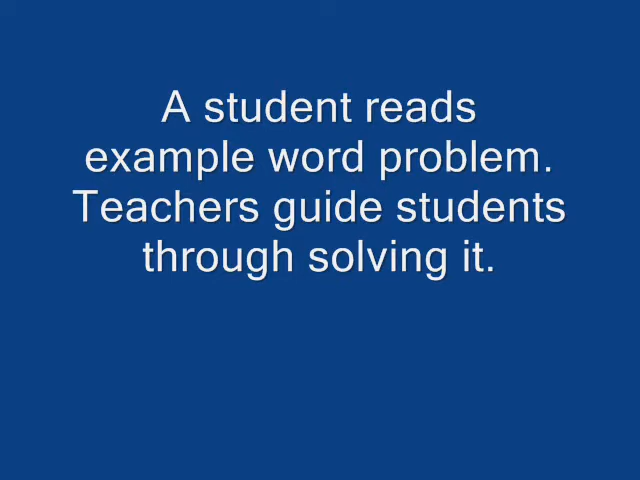 A student reads
example word problem.
Teachers guide students
through solving it.